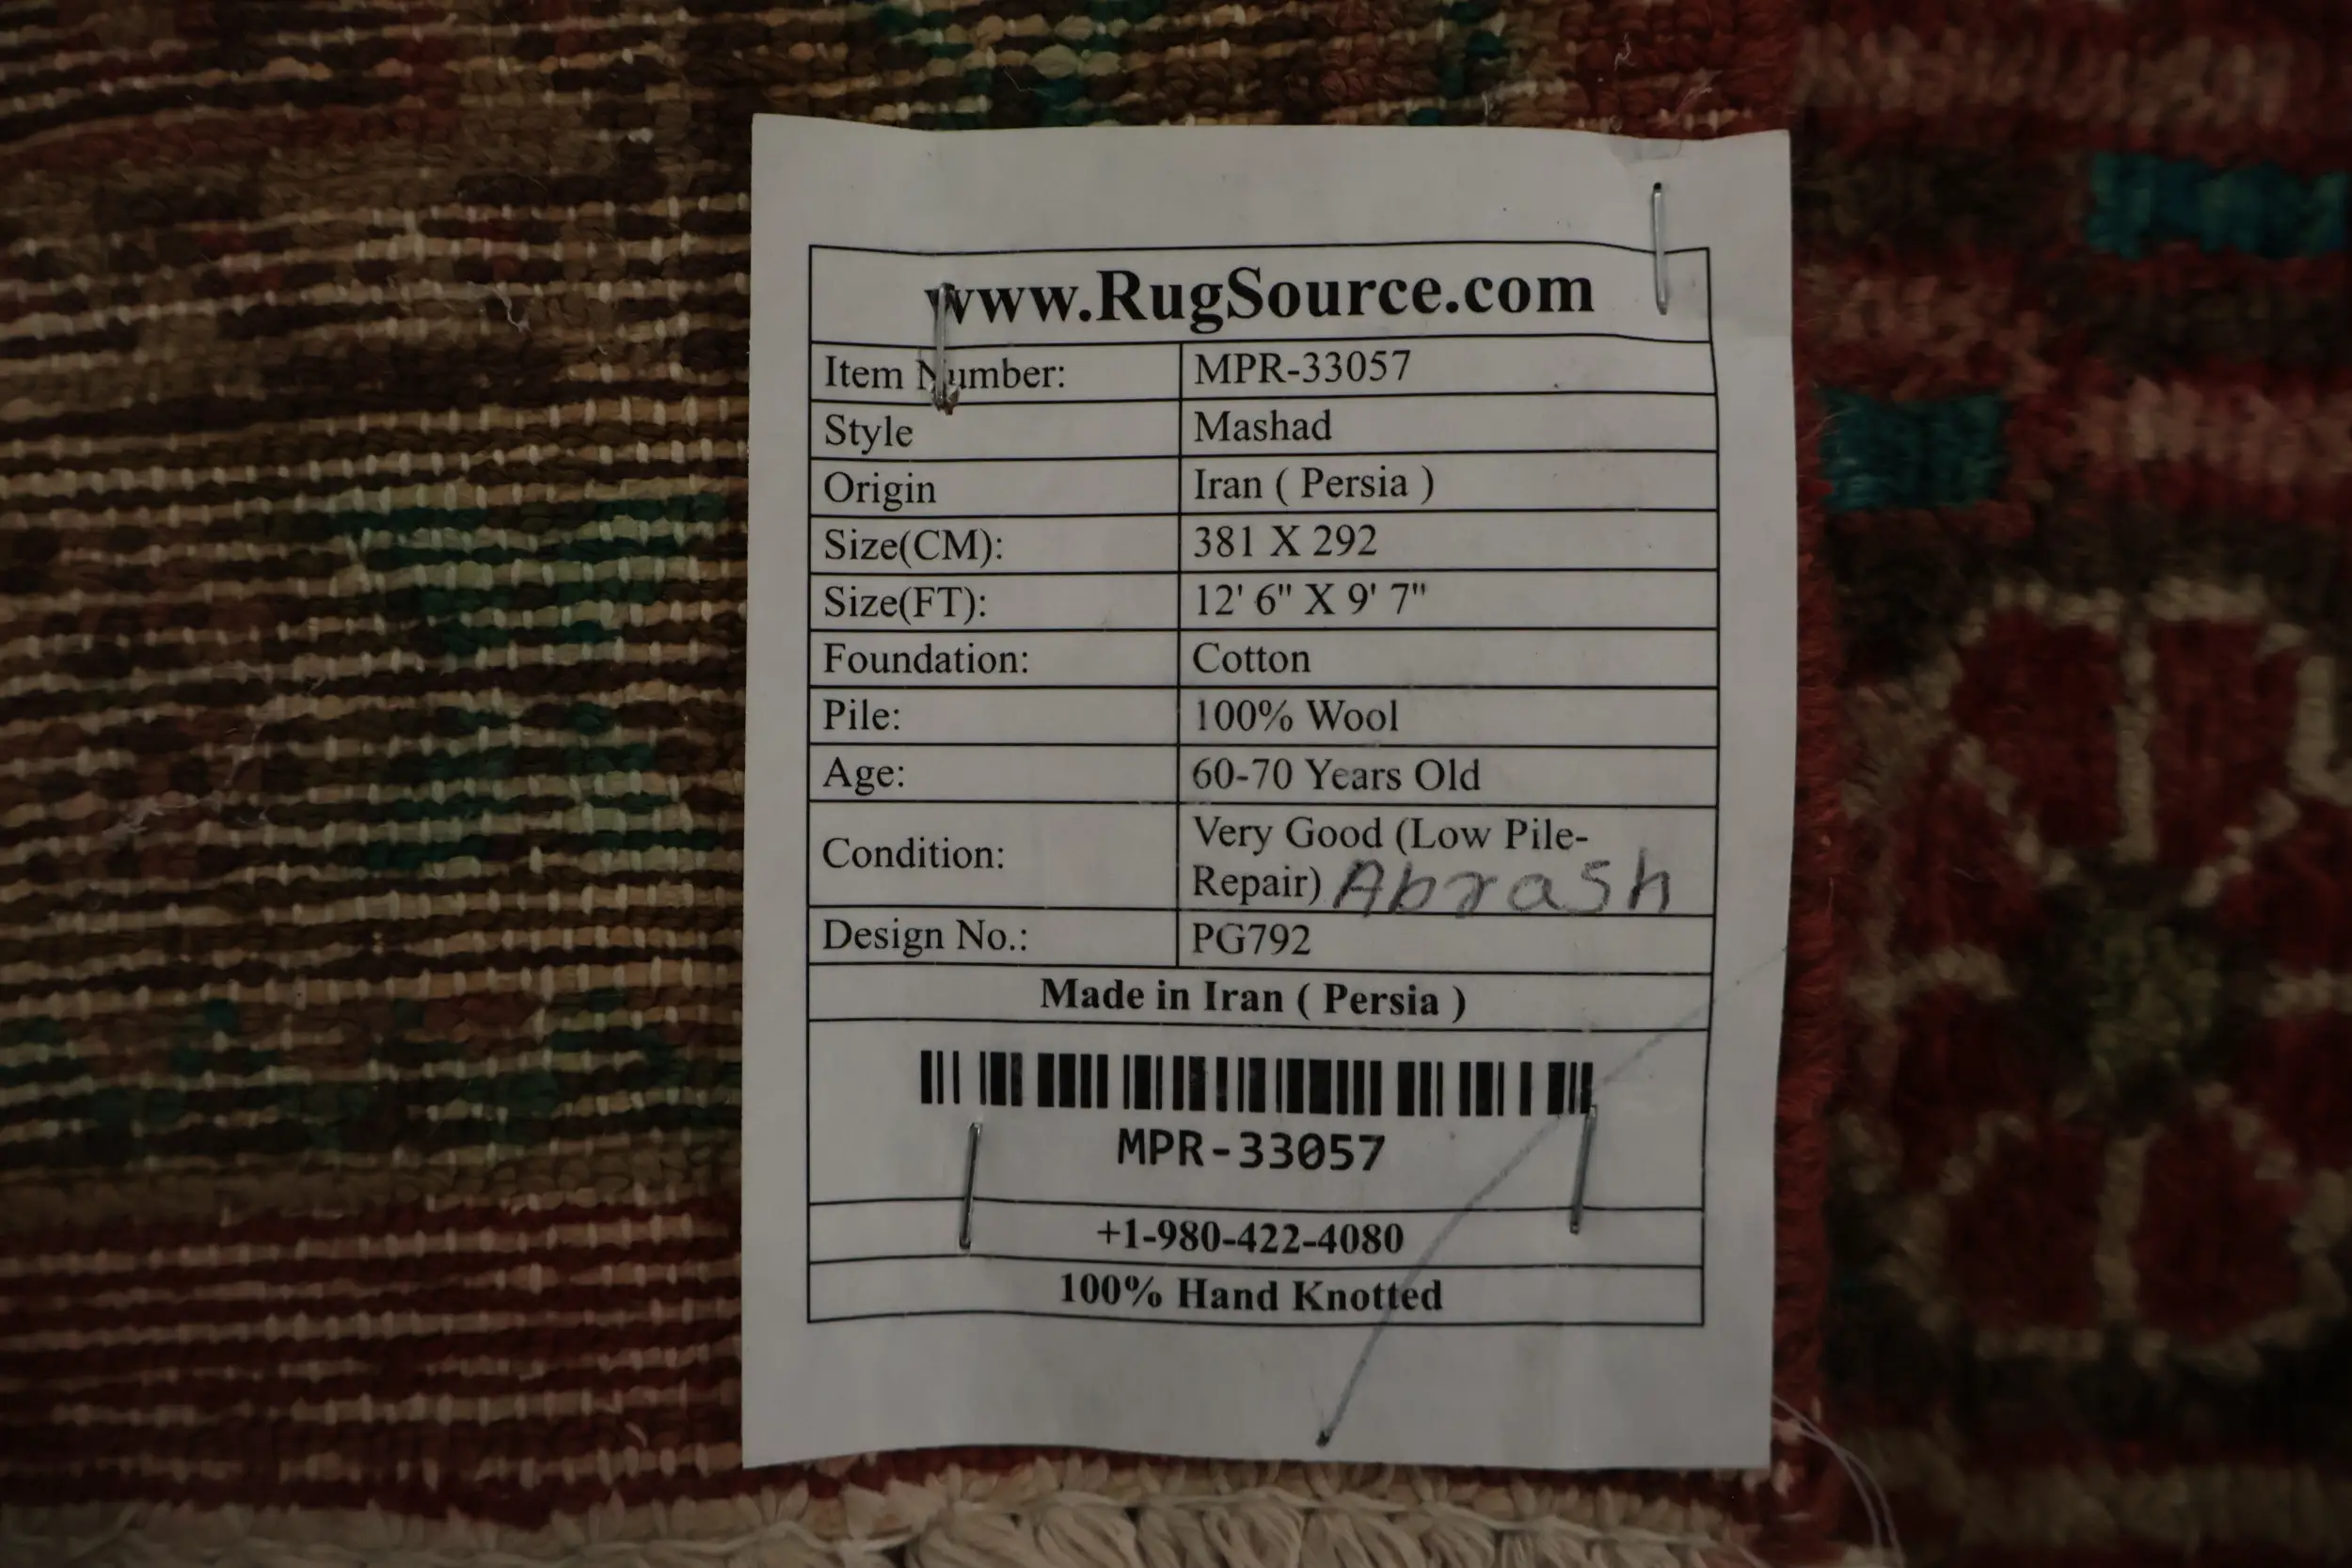 www.RugSource.com
Item Number: MPR-33057
Style Mashad
Origin Iran ( Persia )
Size(CM): 381 X 292
Size(FT): 12' 6" X 9' 7"
Foundation: Cotton
Pile: 100% Wool
Age: 60-70 Years Old
Condition: Very Good (Low Pile-
Repair) Abrash
Design No.: PG792
Made in Iran ( Persia )
MPR-33057
+1-980-422-4080
100% Hand Knotted